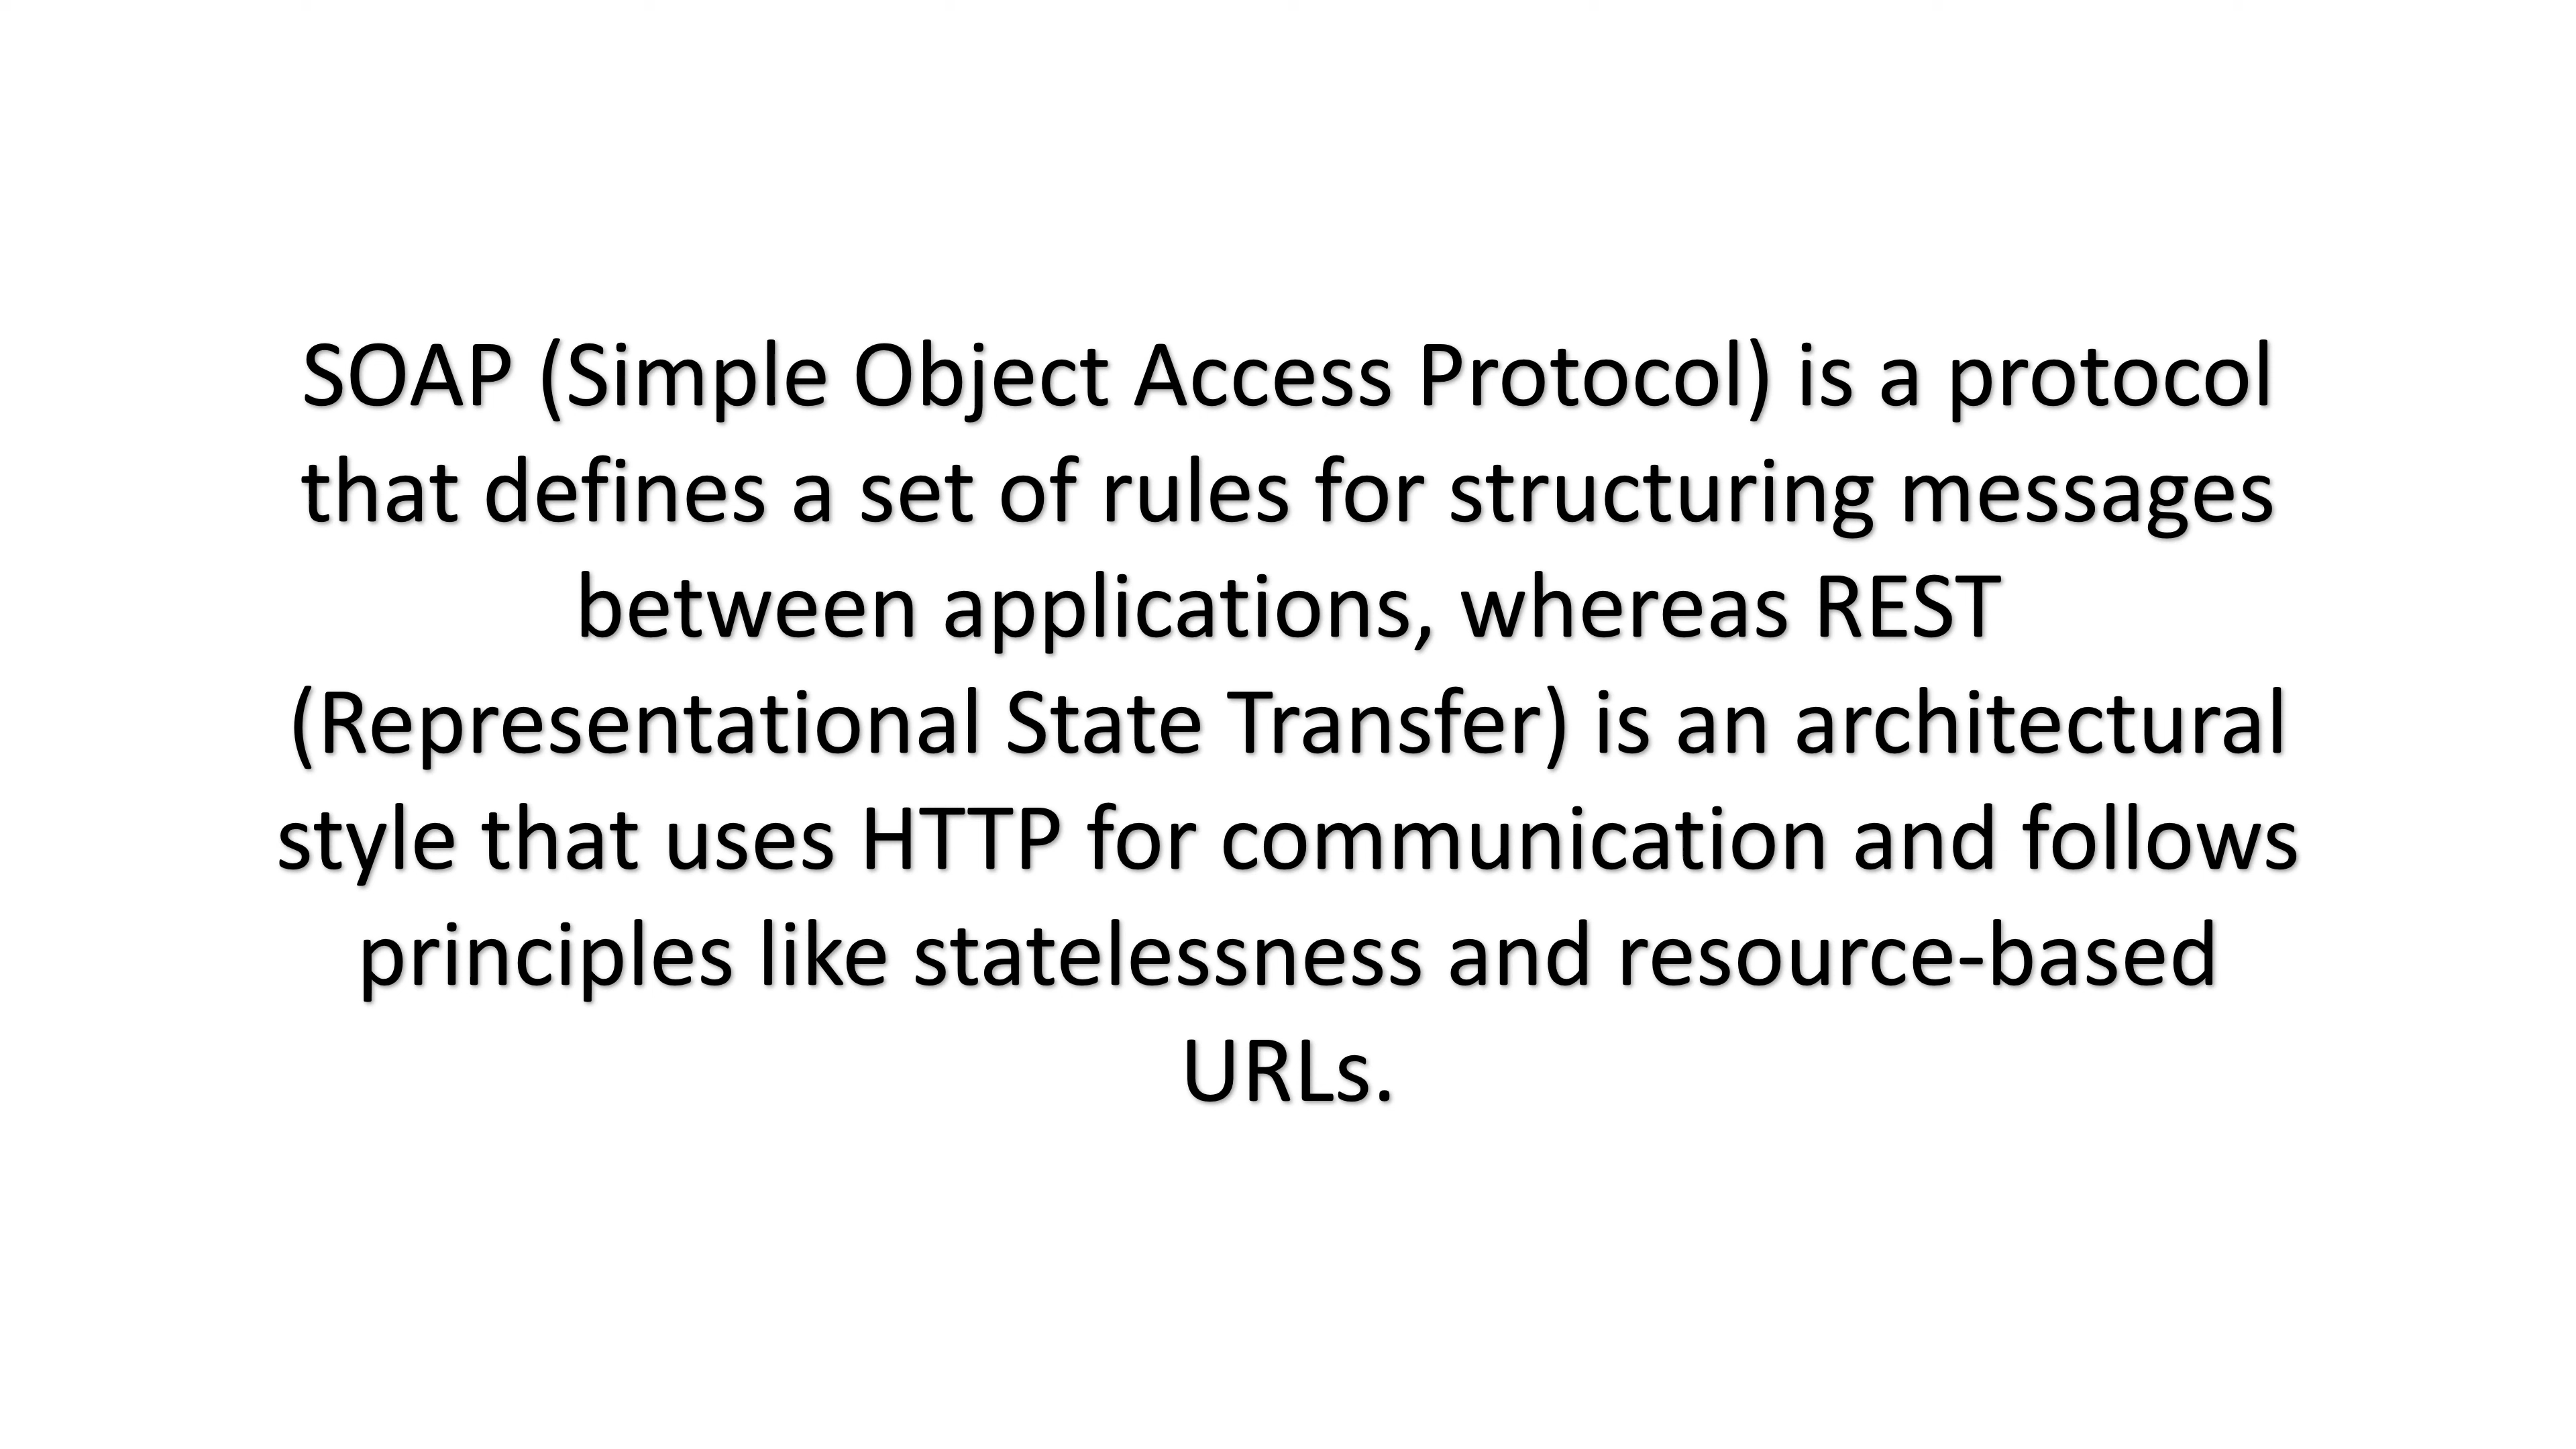 SOAP (Simple Object Access Protocol) is a protocol
that defines a set of rules for structuring messages
between applications, whereas REST
(Representational State Transfer) is an architectural
style that uses HTTP for communication and follows
principles like statelessness and resource-based
URLs.